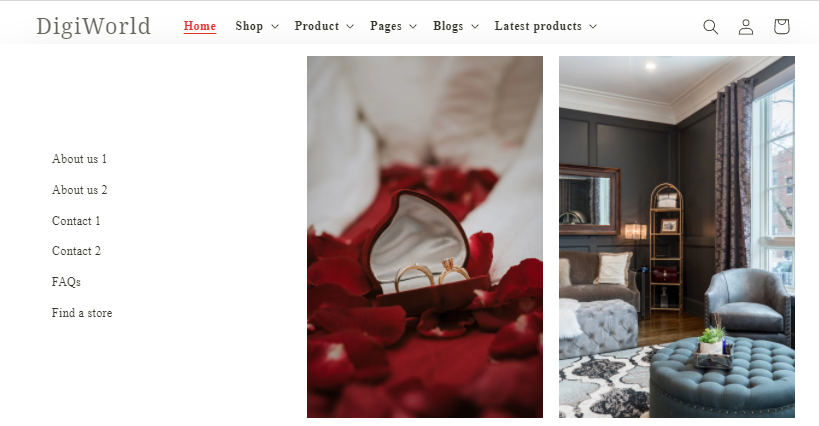 DigiWorld Home Shop Product Pages Blogs Latest products
About us 1
About us 2
Contact 1
Contact 2
FAQs
Find a store